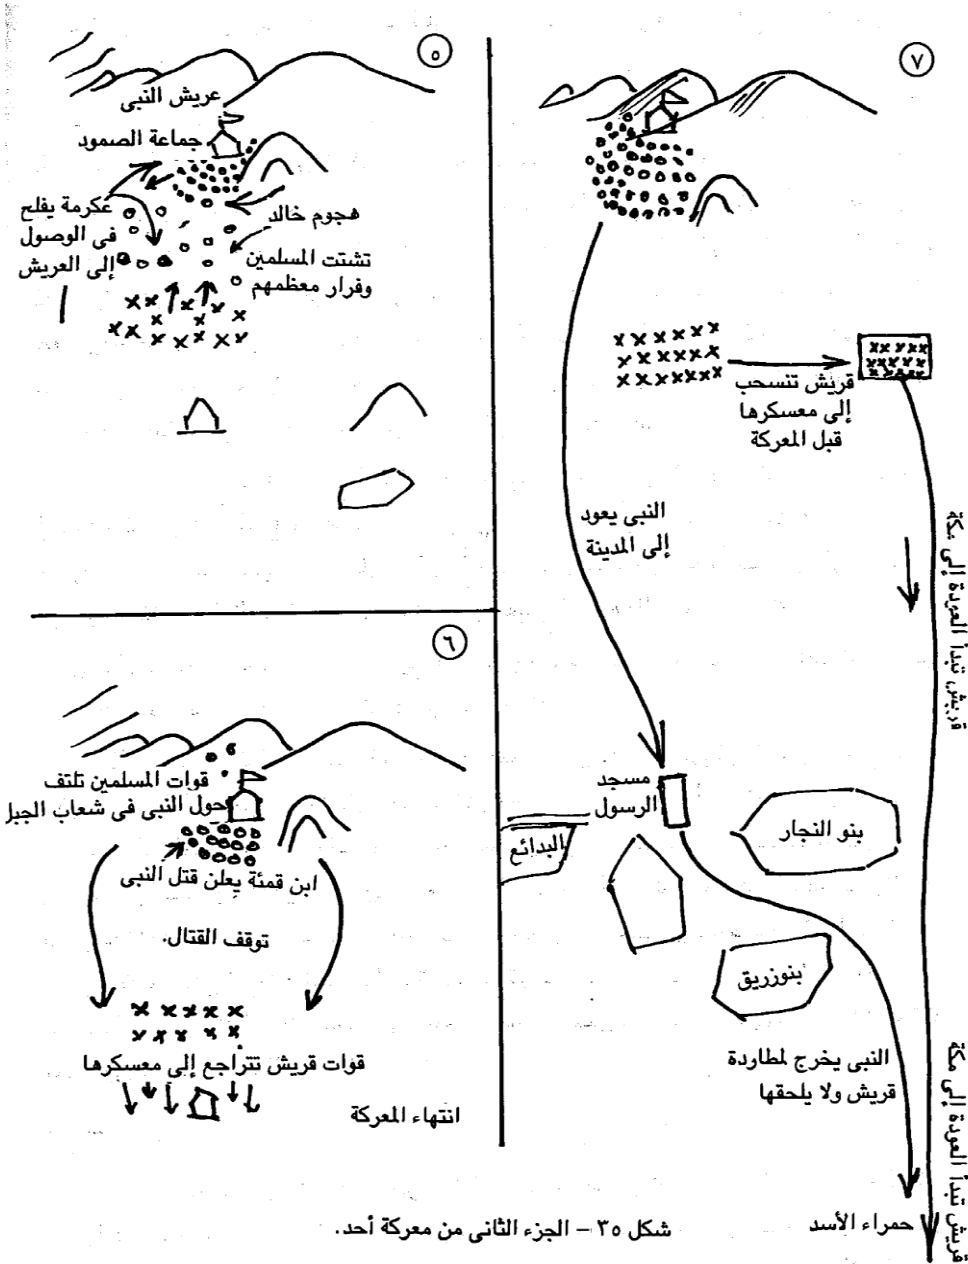 ٥
عريش النبى
جماعة الصمود
عكرمة يفلح
فى الوصول
إلى العريش
هجوم خالد
تشتت المسلمين
وفرار معظمهم
٦
قوات المسلمين تلتف
حول النبى فى شعاب الجبل
ابن قمئة يعلن قتل النبى
توقف القتال.
قوات قريش تتراجع إلى معسكرها
انتهاء المعركة
٧
قريش تنسحب
إلى معسكرها
قبل المعركة
النبى يعود
إلى المدينة
قريش تبدأ العودة إلى مكة
مسجد
الرسول
البدائع
بنو النجار
بنوزريق
النبى يخرج لمطاردة
قريش ولا يلحقها
قريش تبدأ العودة إلى مكة
حمراء الأسد
شكل ٣٥ – الجزء الثانى من معركة أحد.